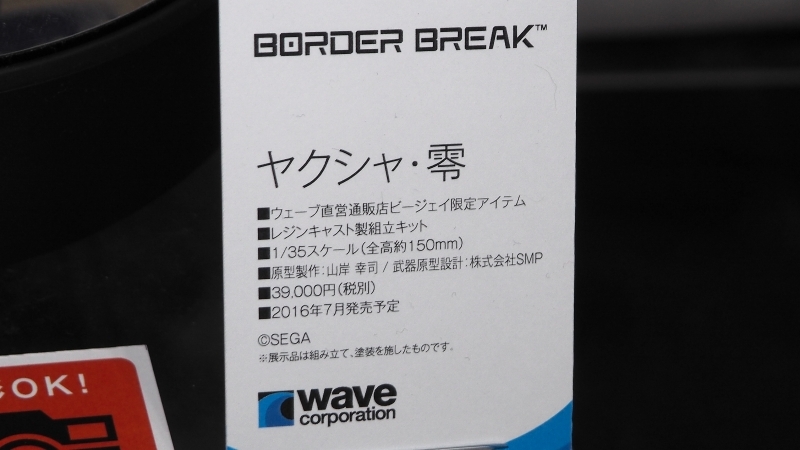 BORDER BREAK™
ヤクシャ・零
■ウェーブ直営通販店ビージェイ限定アイテム
■レジンキャスト製組立キット
■1/35スケール(全高約150mm)
■原型製作：山岸 幸司 / 武器原型設計：株式会社SMP
■39,000円(税別)
■2016年7月発売予定
©SEGA
※展示品は組み立て、塗装を施したものです。
wave
corporation
OK!